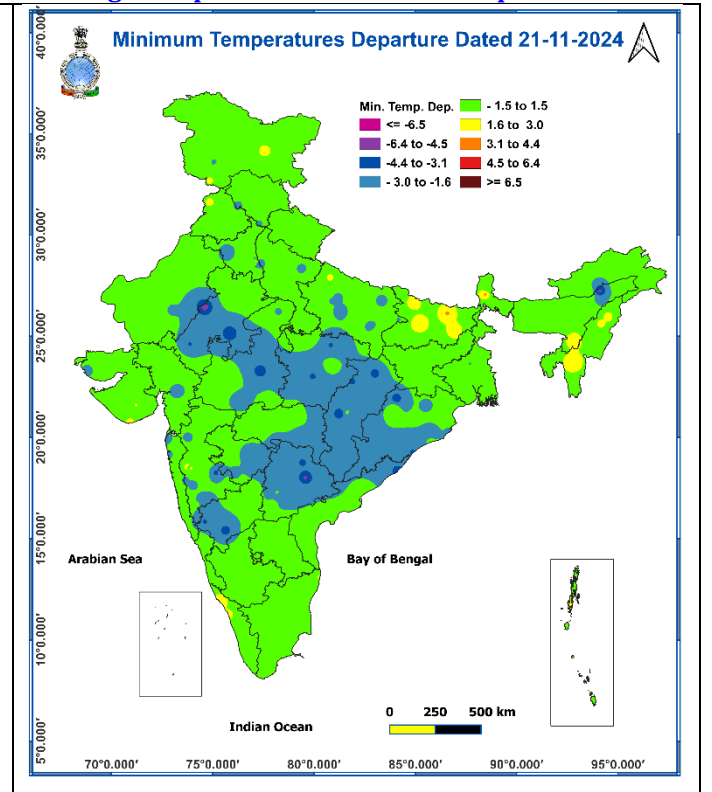 Minimum Temperatures Departure Dated 21-11-2024
Min. Temp. Dep.
<= -6.5
-6.4 to -4.5
-4.4 to -3.1
- 3.0 to -1.6
- 1.5 to 1.5
1.6 to 3.0
3.1 to 4.4
4.5 to 6.4
>= 6.5
40°0.000'
35°0.000'
30°0.000'
25°0.000'
20°0.000'
15°0.000'
10°0.000'
5°0.000'
Arabian Sea
Bay of Bengal
Indian Ocean
0 250 500 km
70°0.000' 75°0.000' 80°0.000' 85°0.000' 90°0.000' 95°0.000'